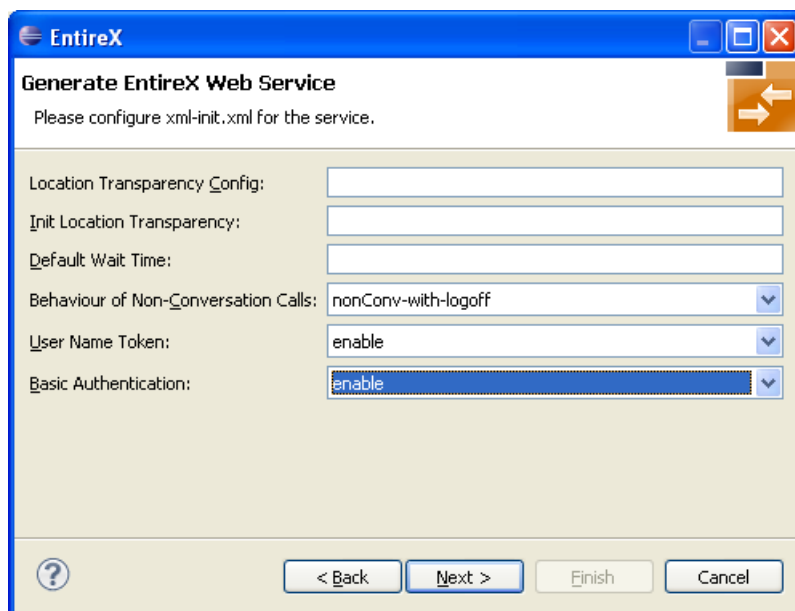 EntireX
Generate EntireX Web Service
Please configure xml-init.xml for the service.
Location Transparency Config:
Init Location Transparency:
Default Wait Time:
Behaviour of Non-Conversation Calls: nonConv-with-logoff
User Name Token: enable
Basic Authentication: enable
? < Back Next > Finish Cancel